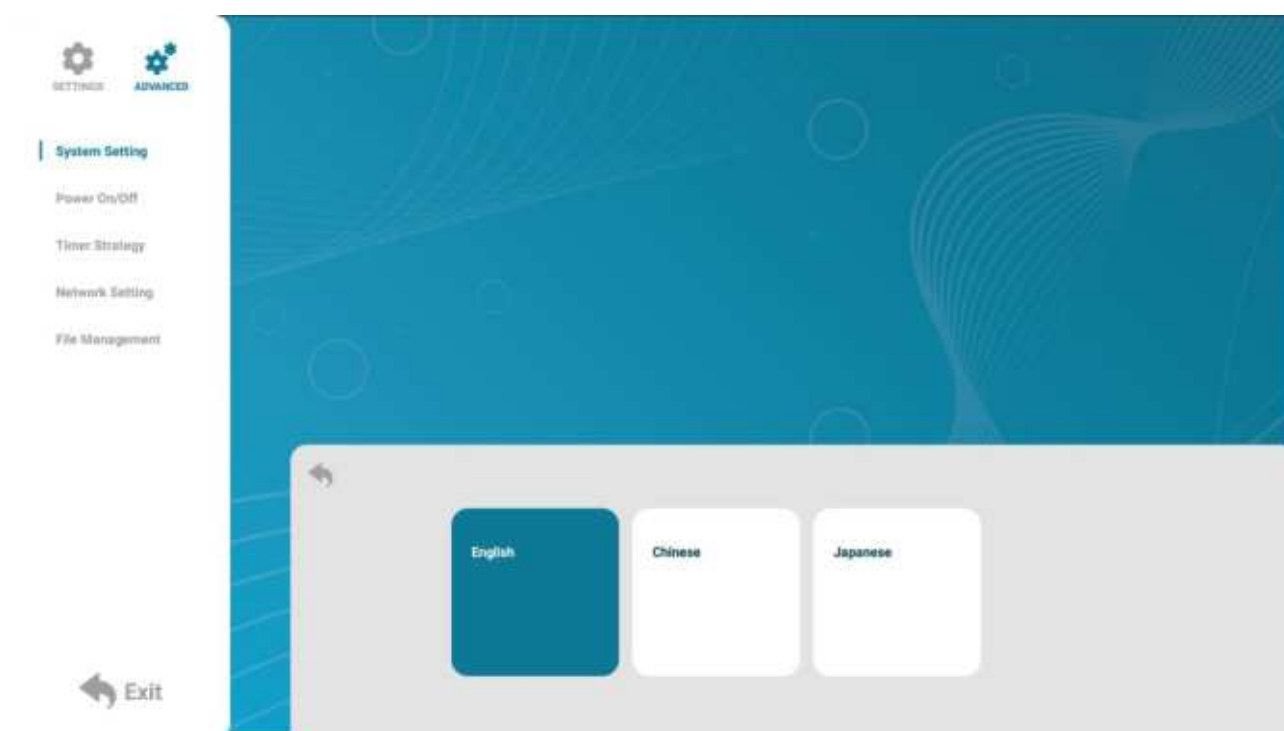 SETTINGS
ADVANCED
System Setting
Power On/Off
Timer Strategy
Network Setting
File Management
English
Chinese
Japanese
Exit